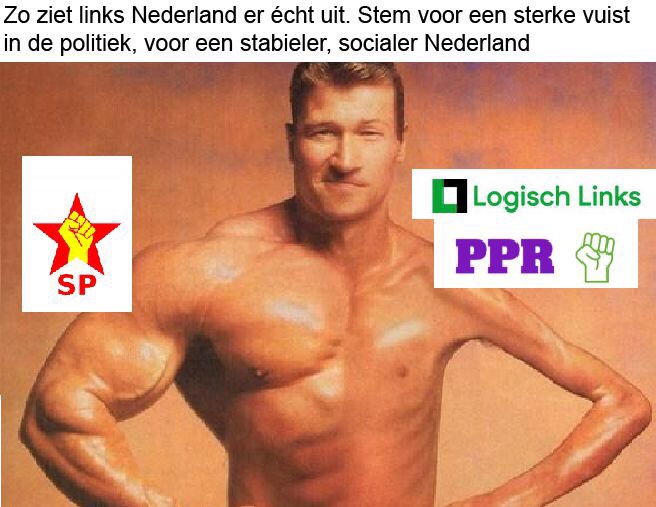 Zo ziet links Nederland er écht uit. Stem voor een sterke vuist
in de politiek, voor een stabieler, socialer Nederland
SP
Logisch Links
PPR